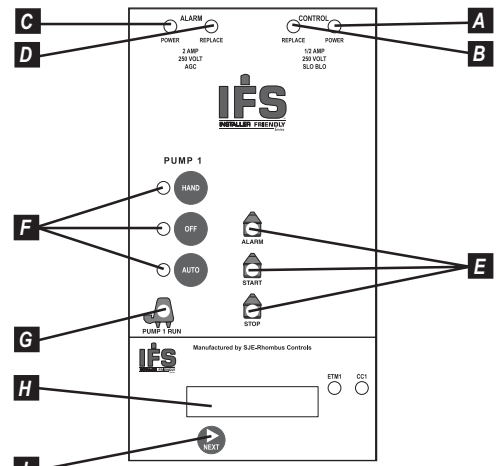 C
ALARM
CONTROL
A
POWER
REPLACE
REPLACE
POWER
D
B
2 AMP
250 VOLT
AGC
1/2 AMP
250 VOLT
SLO BLO
IFS
INSTALLER FRIENDLY
PUMP 1
HAND
F
OFF
ALARM
AUTO
E
START
G
PUMP 1 RUN
STOP
IFS
Manufactured by SJE-Rhombus Controls
ETM1
CC1
H
NEXT
I